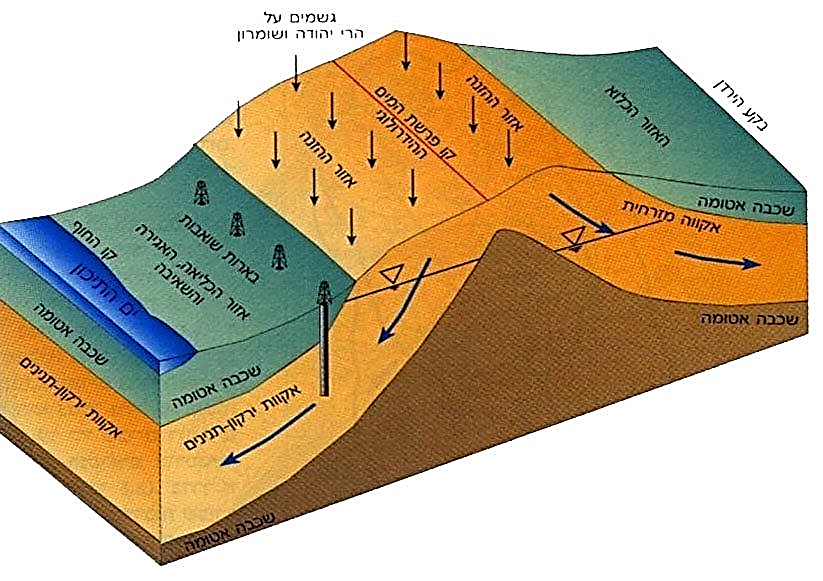 גשמים על
הרי יהודה ושומרון
אזור ההזנה
קו פרשת המים
ההידרולוגי
אזור ההזנה
האזור הכלוא
בקע הירדן
שכבה אטומה
אקווה מזרחית
שכבה אטומה
בארות שואבות
אזור הכליאה, האגירה
והשאיבה
קו החוף
ים התיכון
שכבה אטומה
שכבה אטומה
אקוות ירקון-תנינים
אקוות ירקון-תנינים
שכבה אטומה